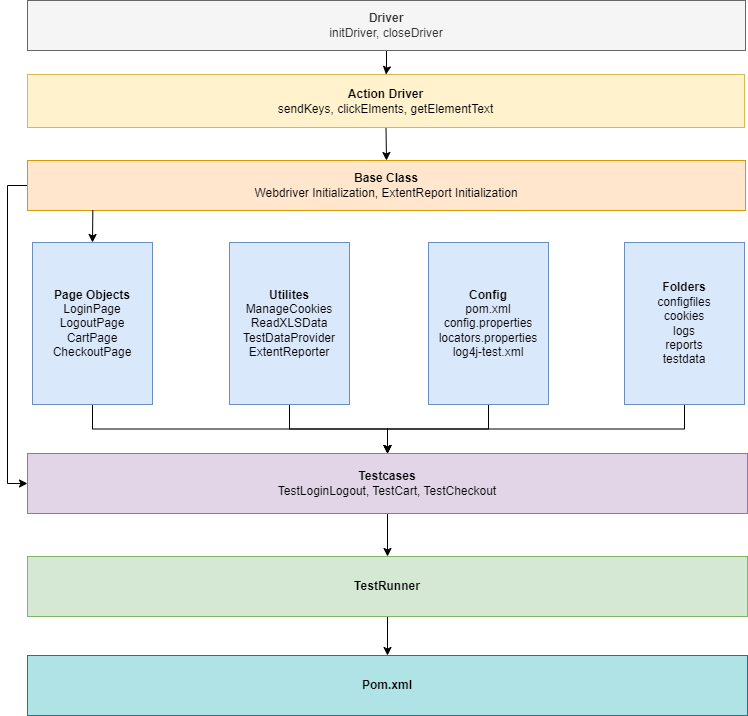 Driver
initDriver, closeDriver
Action Driver
sendKeys, clickElments, getElementText
Base Class
Webdriver Initialization, ExtentReport Initialization
Page Objects
LoginPage
LogoutPage
CartPage
CheckoutPage
Utilites
ManageCookies
ReadXLSData
TestDataProvider
ExtentReporter
Config
pom.xml
config.properties
locators.properties
log4j-test.xml
Folders
configfiles
cookies
logs
reports
testdata
Testcases
TestLoginLogout, TestCart, TestCheckout
TestRunner
Pom.xml